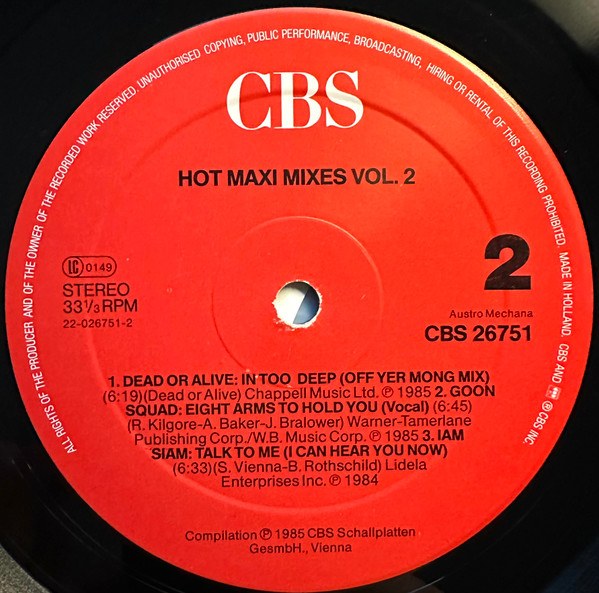 ALL RIGHTS OF THE PRODUCER AND OF THE OWNER OF THE RECORDED WORK RESERVED. UNAUTHORISED COPYING, PUBLIC PERFORMANCE, BROADCASTING, HIRING OR RENTAL OF THIS RECORDING PROHIBITED. MADE IN HOLLAND. CBS AND © CBS INC.
CBS
HOT MAXI MIXES VOL. 2
LC 0149
STEREO
33⅓ RPM
22-026751-2
2
Austro Mechana
CBS 26751
1. DEAD OR ALIVE: IN TOO DEEP (OFF YER MONG MIX)
(6:19)(Dead or Alive) Chappell Music Ltd. ℗ 1985 2. GOON
SQUAD: EIGHT ARMS TO HOLD YOU (Vocal) (6:45)
(R. Kilgore-A. Baker-J. Bralower) Warner-Tamerlane
Publishing Corp./W.B. Music Corp. ℗ 1985 3. I AM
SIAM: TALK TO ME (I CAN HEAR YOU NOW)
(6:33)(S. Vienna-B. Rothschild) Lidela
Enterprises Inc. ℗ 1984
Compilation ℗ 1985 CBS Schallplatten
GesmbH., Vienna